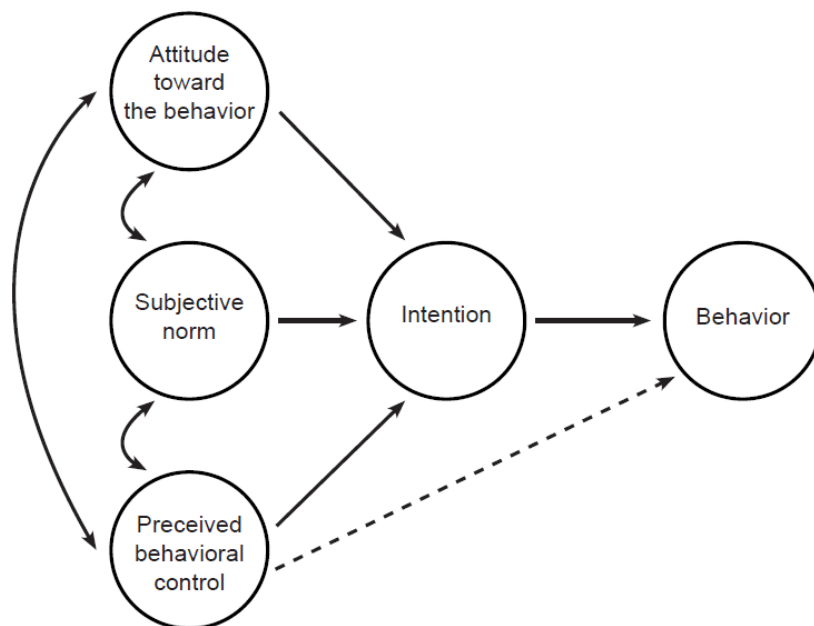 Attitude
toward
the behavior
Subjective
norm
Intention
Behavior
Preceived
behavioral
control